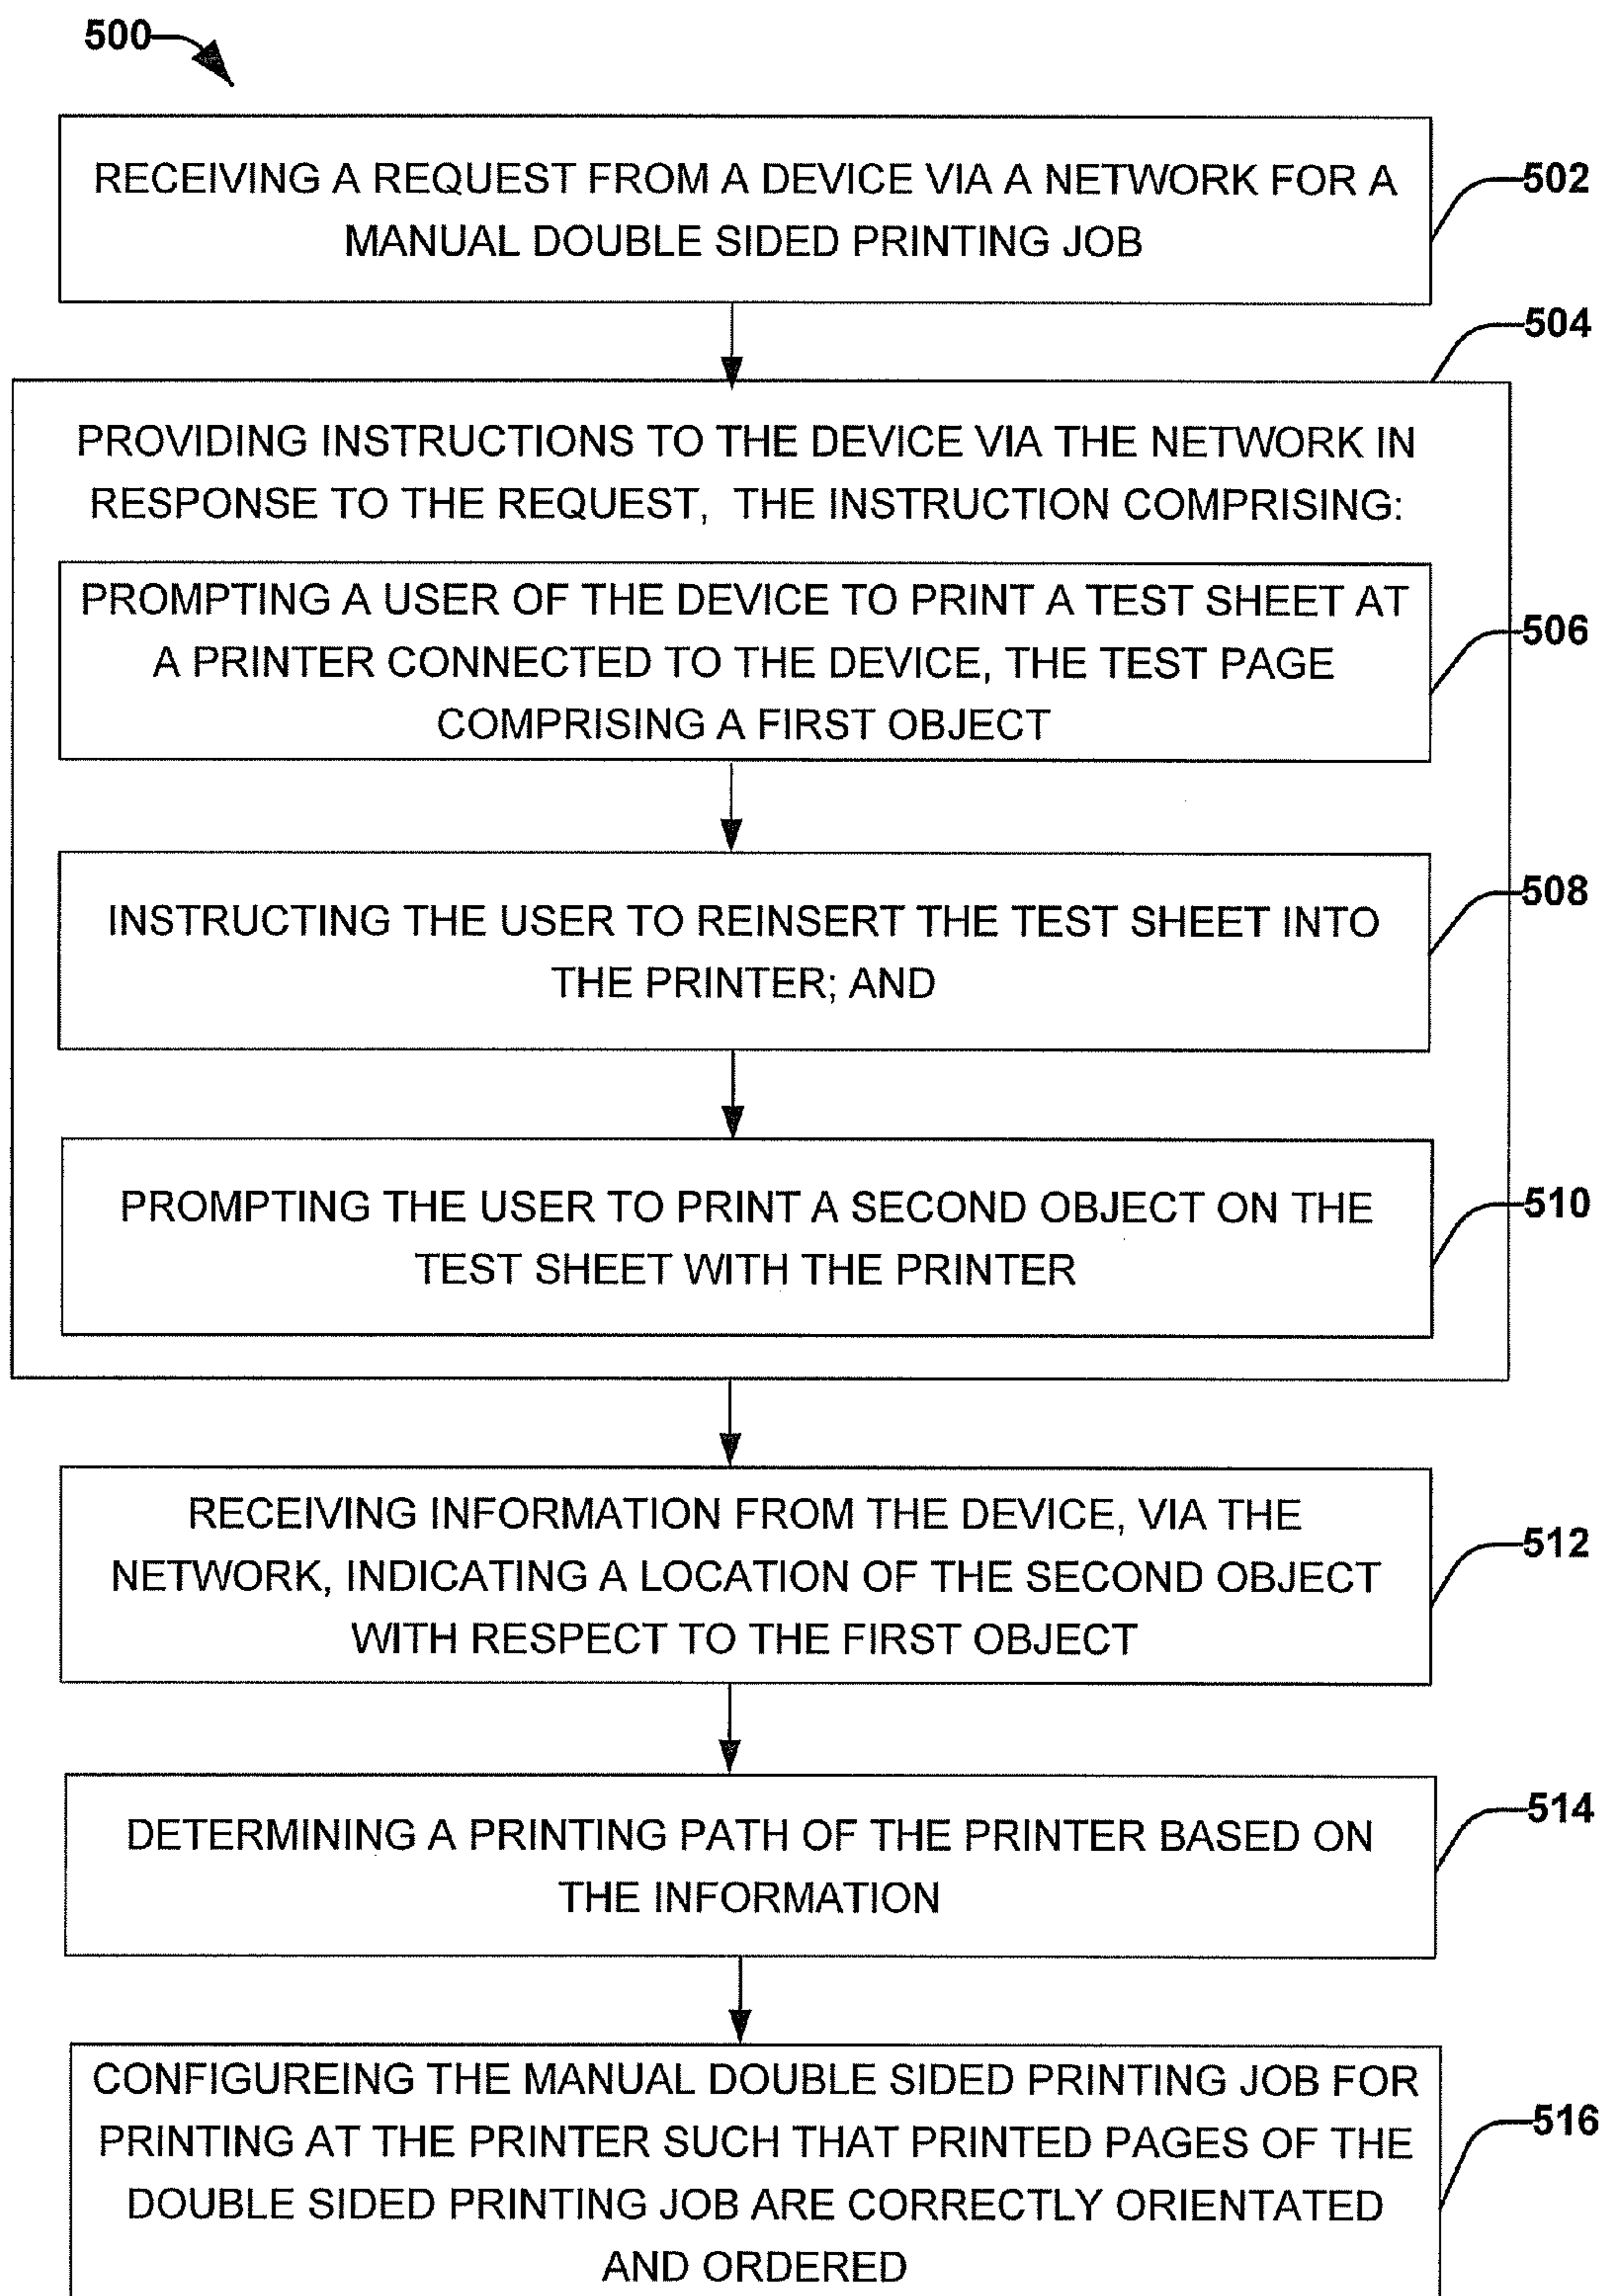 500
RECEIVING A REQUEST FROM A DEVICE VIA A NETWORK FOR A
MANUAL DOUBLE SIDED PRINTING JOB
502
504
PROVIDING INSTRUCTIONS TO THE DEVICE VIA THE NETWORK IN
RESPONSE TO THE REQUEST, THE INSTRUCTION COMPRISING:
PROMPTING A USER OF THE DEVICE TO PRINT A TEST SHEET AT
A PRINTER CONNECTED TO THE DEVICE, THE TEST PAGE
COMPRISING A FIRST OBJECT
506
INSTRUCTING THE USER TO REINSERT THE TEST SHEET INTO
THE PRINTER; AND
508
PROMPTING THE USER TO PRINT A SECOND OBJECT ON THE
TEST SHEET WITH THE PRINTER
510
RECEIVING INFORMATION FROM THE DEVICE, VIA THE
NETWORK, INDICATING A LOCATION OF THE SECOND OBJECT
WITH RESPECT TO THE FIRST OBJECT
512
DETERMINING A PRINTING PATH OF THE PRINTER BASED ON
THE INFORMATION
514
CONFIGUREING THE MANUAL DOUBLE SIDED PRINTING JOB FOR
PRINTING AT THE PRINTER SUCH THAT PRINTED PAGES OF THE
DOUBLE SIDED PRINTING JOB ARE CORRECTLY ORIENTATED
AND ORDERED
516